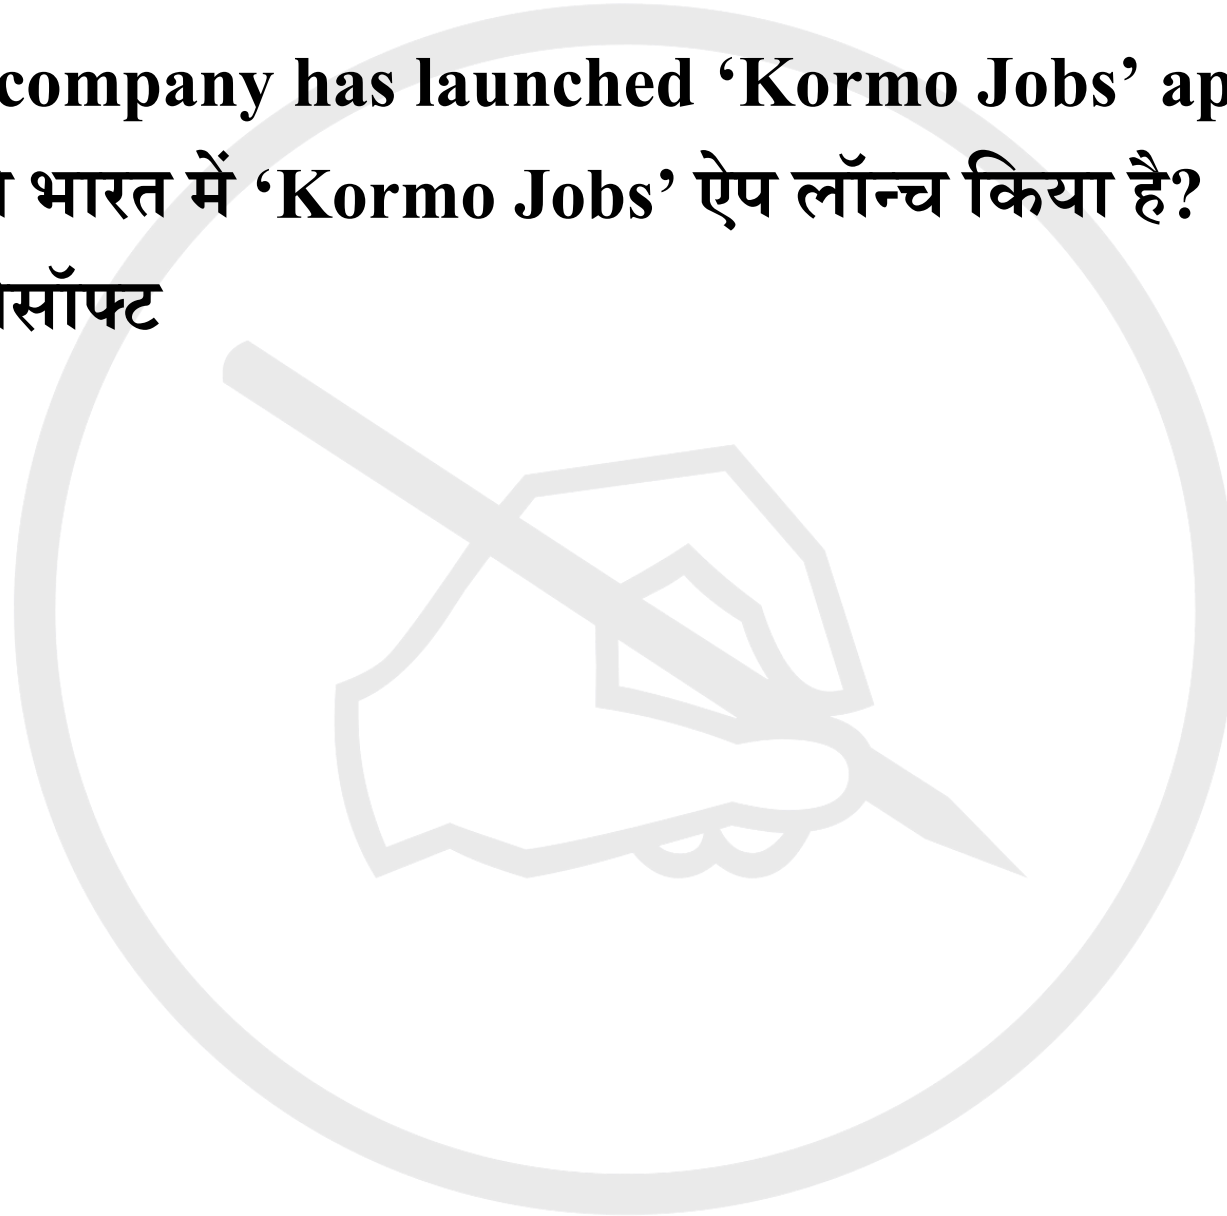 company has launched ‘Kormo Jobs’ ap
भारत में ‘Kormo Jobs’ ऐप लॉन्च किया है?
सॉफ्ट